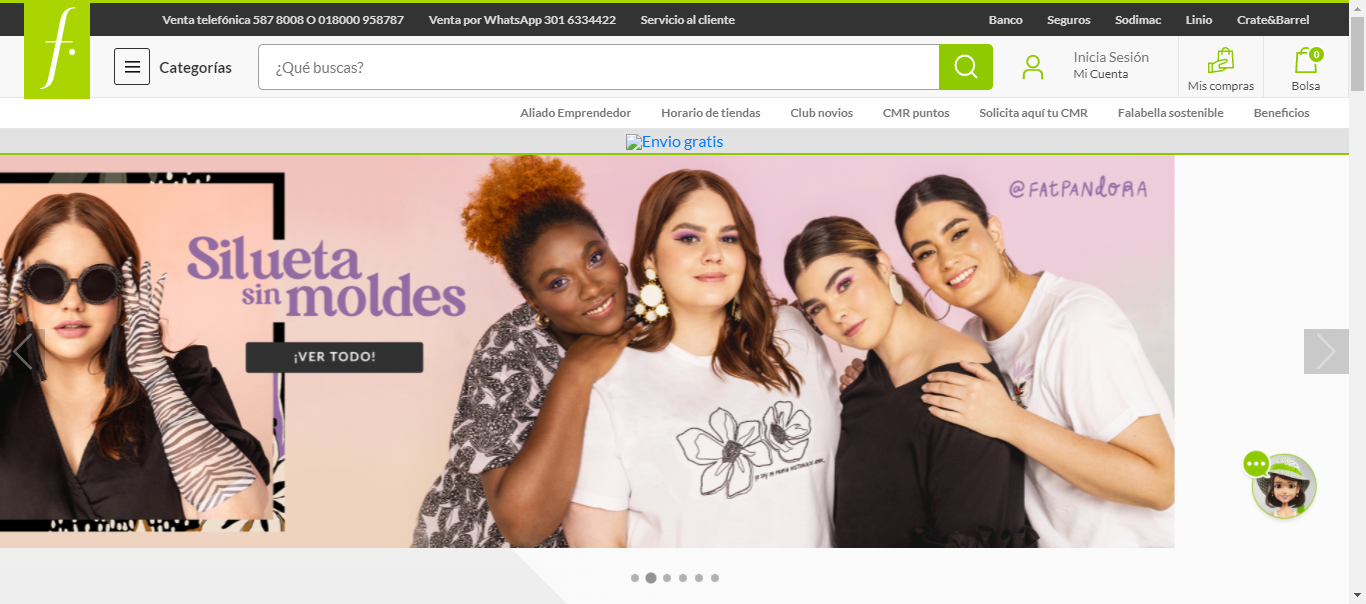 Venta telefónica 587 8008 O 018000 958787 Venta por WhatsApp 301 6334422 Servicio al cliente Banco Seguros Sodimac Linio Crate&Barrel
f.
Categorías
¿Qué buscas?
Inicia Sesión
Mi Cuenta
Mis compras
0
Bolsa
Aliado Emprendedor Horario de tiendas Club novios CMR puntos Solicita aquí tu CMR Falabella sostenible Beneficios
Envio gratis
@FATPANDORA
Silueta
sin moldes
¡VER TODO!